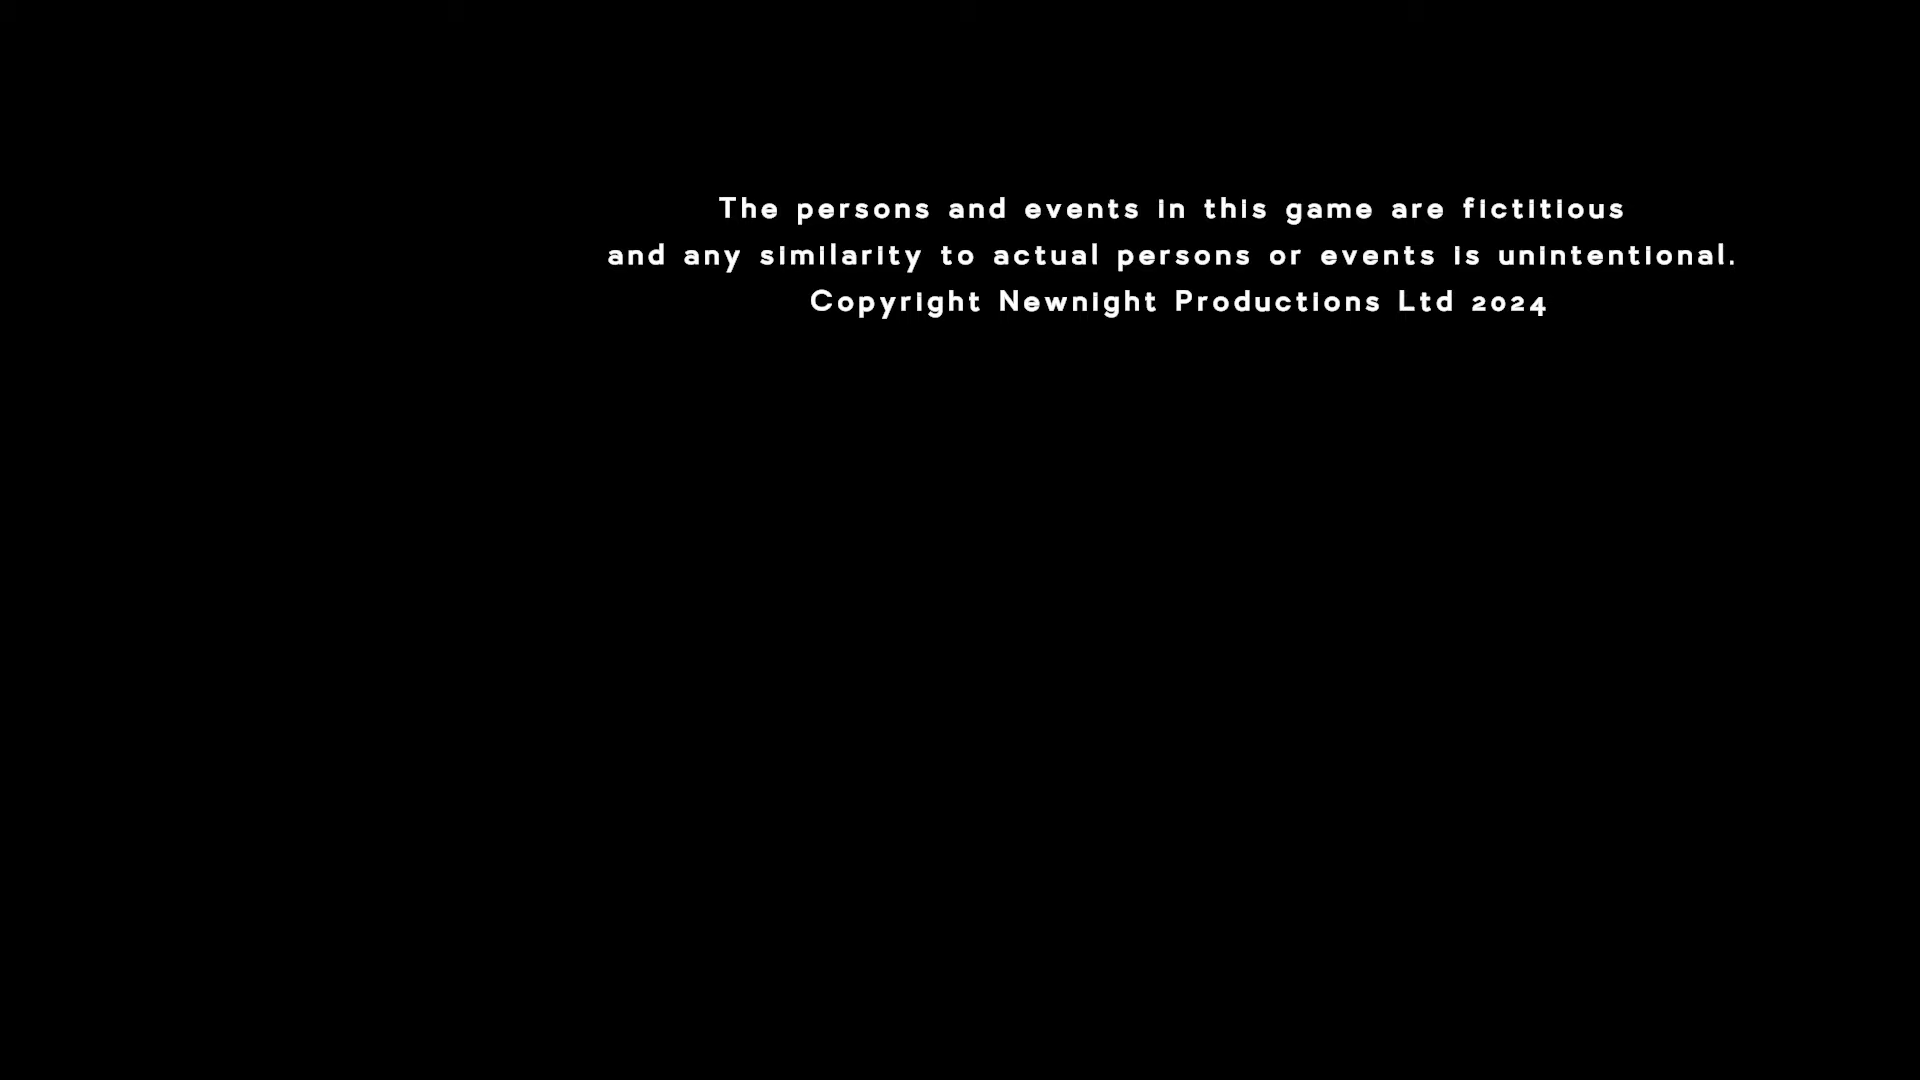 The persons and events in this game are fictitious
and any similarity to actual persons or events is unintentional.
Copyright Newnight Productions Ltd 2024